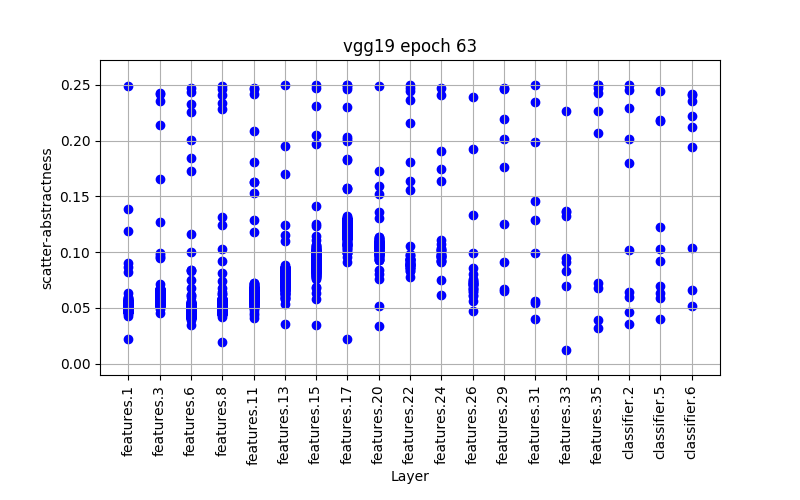 vgg19 epoch 63
scatter-abstractness
0.25
0.20
0.15
0.10
0.05
0.00
features.1
features.3
features.6
features.8
features.11
features.13
features.15
features.17
features.20
features.22
features.24
features.26
features.29
features.31
features.33
features.35
classifier.2
classifier.5
classifier.6
Layer